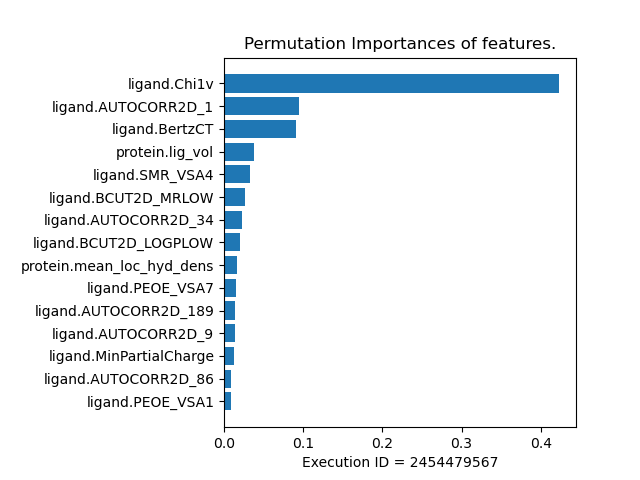 Permutation Importances of features.
ligand.Chi1v
ligand.AUTOCORR2D_1
ligand.BertzCT
protein.lig_vol
ligand.SMR_VSA4
ligand.BCUT2D_MRLOW
ligand.AUTOCORR2D_34
ligand.BCUT2D_LOGPLOW
protein.mean_loc_hyd_dens
ligand.PEOE_VSA7
ligand.AUTOCORR2D_189
ligand.AUTOCORR2D_9
ligand.MinPartialCharge
ligand.AUTOCORR2D_86
ligand.PEOE_VSA1
0.0 0.1 0.2 0.3 0.4
Execution ID = 2454479567